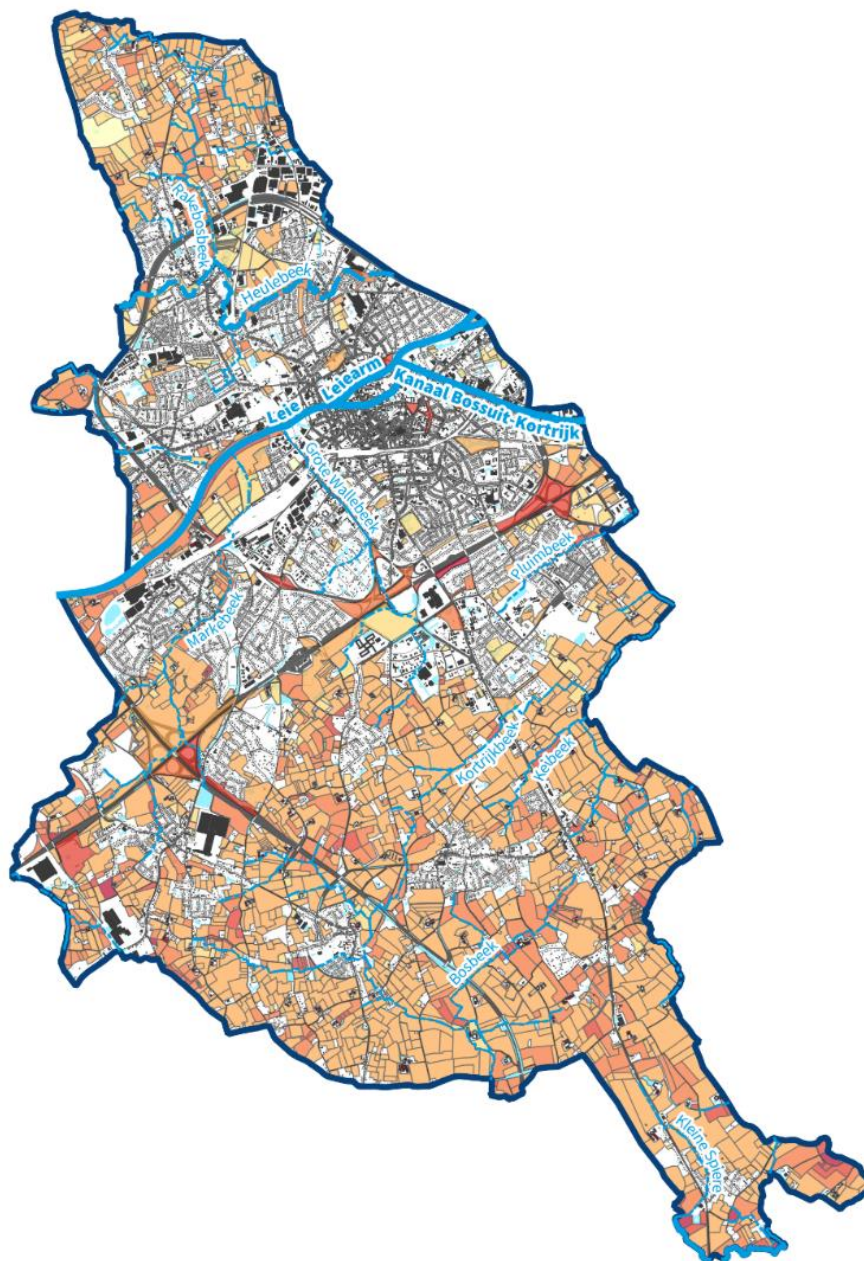 Rakebosbeek
Heulebeek
Leie
Leiearm
Kanaal Bossuit-Kortrijk
Grote Wallebeek
Pluimbeek
Markebeek
Kortrijkbeek
Keibeek
Bosbeek
Kleine Spiere